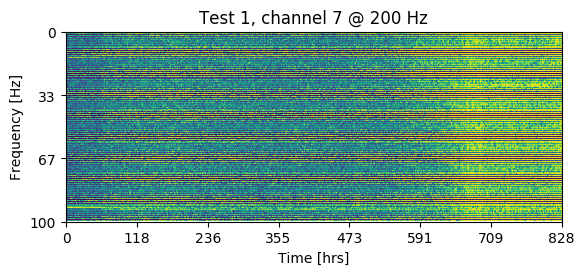 Test 1, channel 7 @ 200 Hz
Frequency [Hz]
0
33
67
100
0 118 236 355 473 591 709 828
Time [hrs]